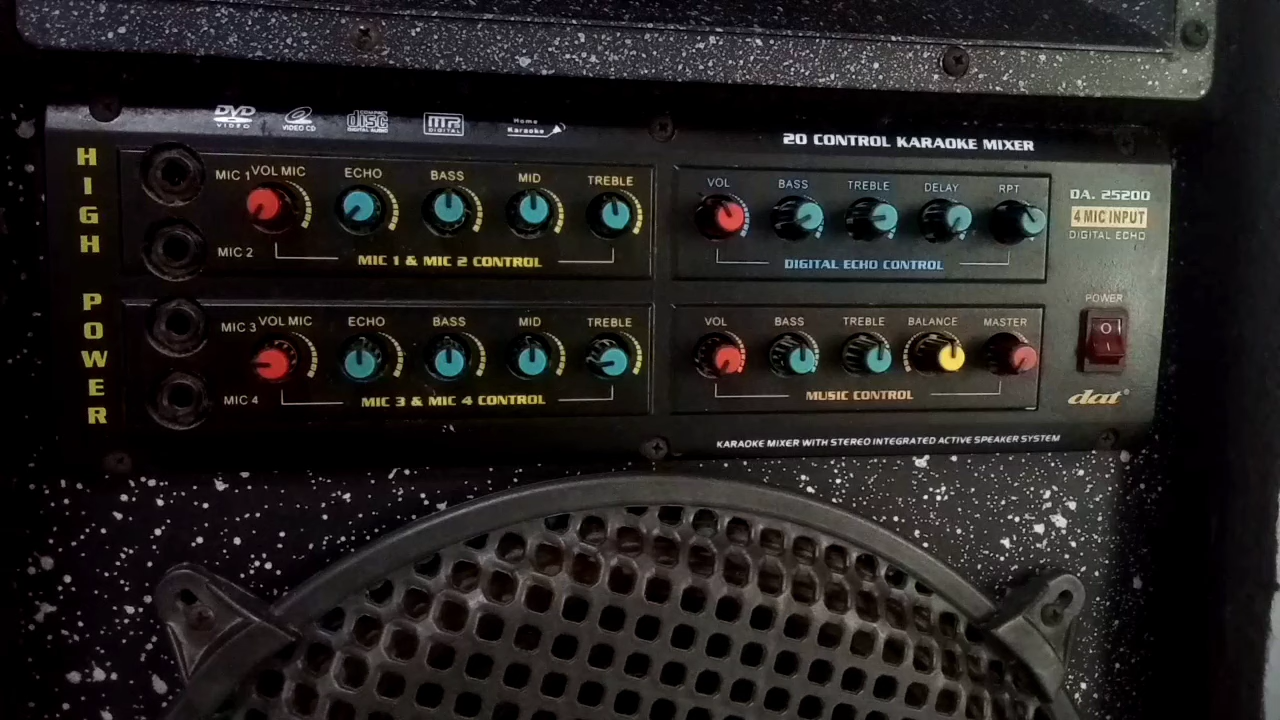 DVD VIDEO
VIDEO CD
COMPACT disc DIGITAL AUDIO
DIGITAL
Home Karaoke
20 CONTROL KARAOKE MIXER
HIGH
POWER
MIC 1
VOL MIC
ECHO
BASS
MID
TREBLE
MIC 2
MIC 1 & MIC 2 CONTROL
VOL
BASS
TREBLE
DELAY
RPT
DIGITAL ECHO CONTROL
DA. 25200
4 MIC INPUT
DIGITAL ECHO
MIC 3
VOL MIC
ECHO
BASS
MID
TREBLE
MIC 4
MIC 3 & MIC 4 CONTROL
VOL
BASS
TREBLE
BALANCE
MASTER
MUSIC CONTROL
POWER
O
I
dat®
KARAOKE MIXER WITH STEREO INTEGRATED ACTIVE SPEAKER SYSTEM